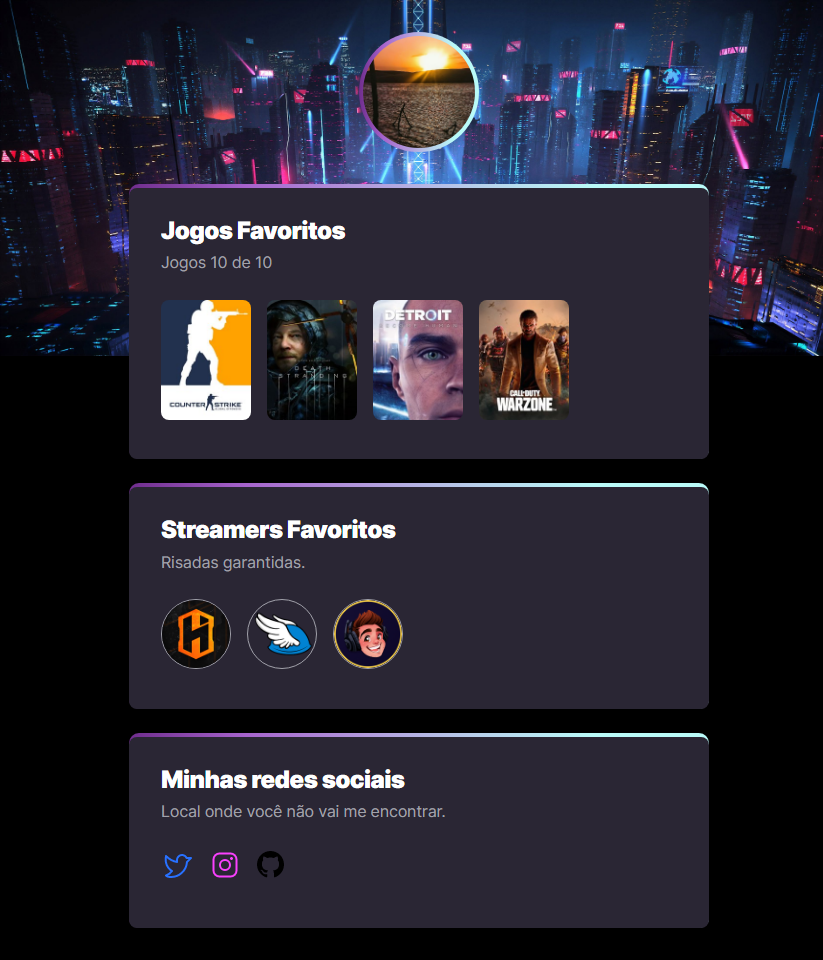 Jogos Favoritos
Jogos 10 de 10
COUNTER STRIKE
DEATH
STRANDING
DETROIT
CALL OF DUTY
WARZONE
Streamers Favoritos
Risadas garantidas.
H
Minhas redes sociais
Local onde você não vai me encontrar.